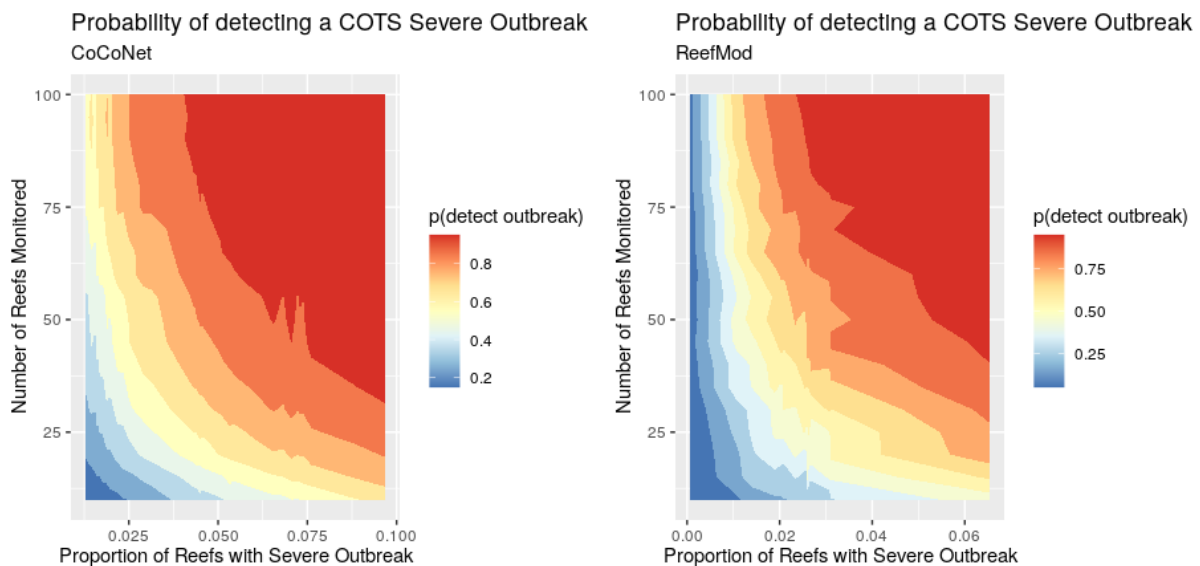 Probability of detecting a COTS Severe Outbreak
CoCoNet
100
75
50
25
Number of Reefs Monitored
0.025
0.050
0.075
0.100
Proportion of Reefs with Severe Outbreak
p(detect outbreak)
0.8
0.6
0.4
0.2
Probability of detecting a COTS Severe Outbreak
ReefMod
100
75
50
25
Number of Reefs Monitored
0.00
0.02
0.04
0.06
Proportion of Reefs with Severe Outbreak
p(detect outbreak)
0.75
0.50
0.25